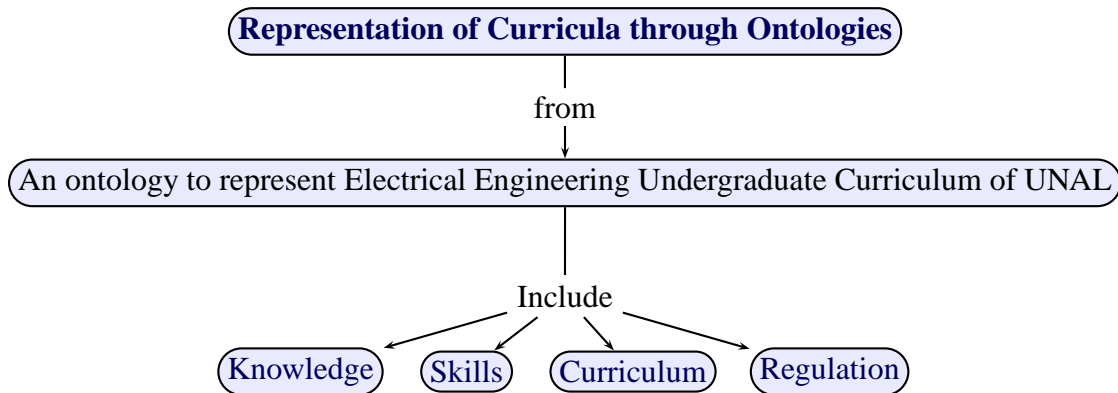 Representation of Curricula through Ontologies
from
An ontology to represent Electrical Engineering Undergraduate Curriculum of UNAL
Include
Knowledge
Skills
Curriculum
Regulation